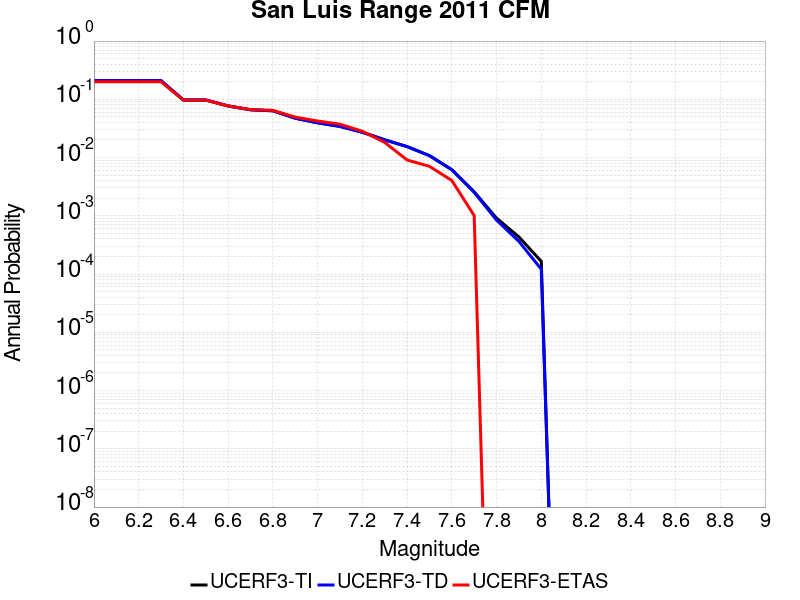 San Luis Range 2011 CFM
Annual Probability
10^0
10^-1
10^-2
10^-3
10^-4
10^-5
10^-6
10^-7
10^-8
6 6.2 6.4 6.6 6.8 7 7.2 7.4 7.6 7.8 8 8.2 8.4 8.6 8.8 9
Magnitude
UCERF3-TI UCERF3-TD UCERF3-ETAS